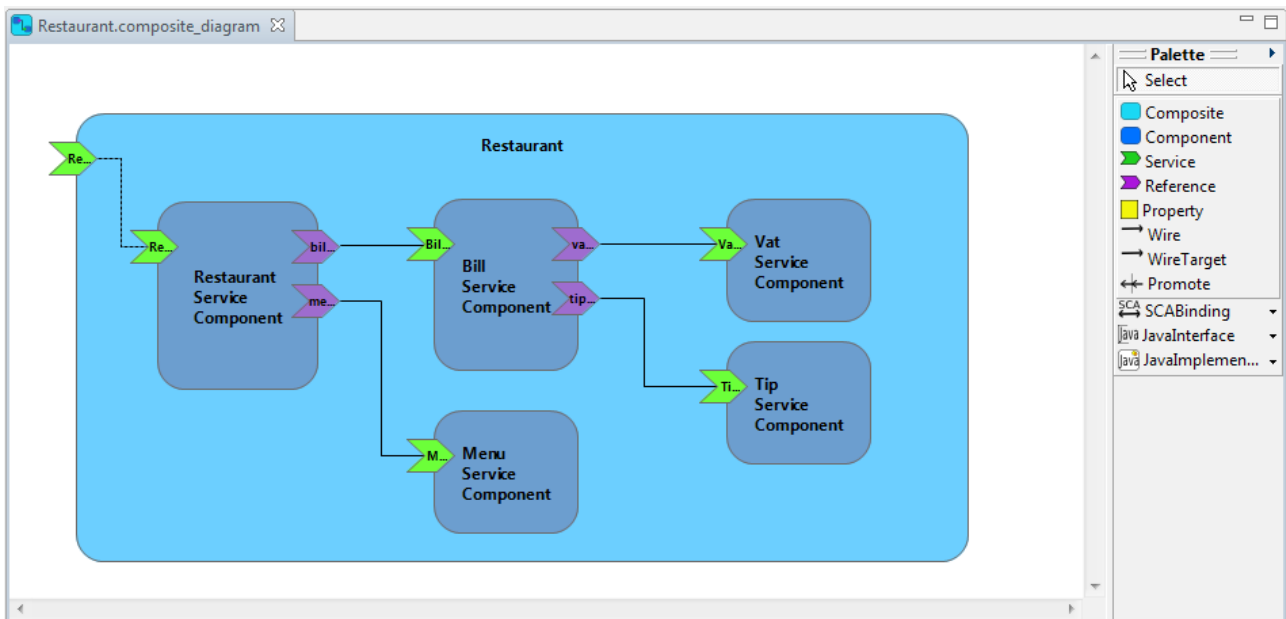 Restaurant.composite_diagram
Restaurant
Re...
Re...
Restaurant
Service
Component
bil...
me...
Bil...
Bill
Service
Component
va...
tip...
Va...
Vat
Service
Component
Ti...
Tip
Service
Component
M...
Menu
Service
Component
Palette
Select
Composite
Component
Service
Reference
Property
Wire
WireTarget
Promote
SCA SCABinding
Java JavaInterface
Java JavaImplemen...